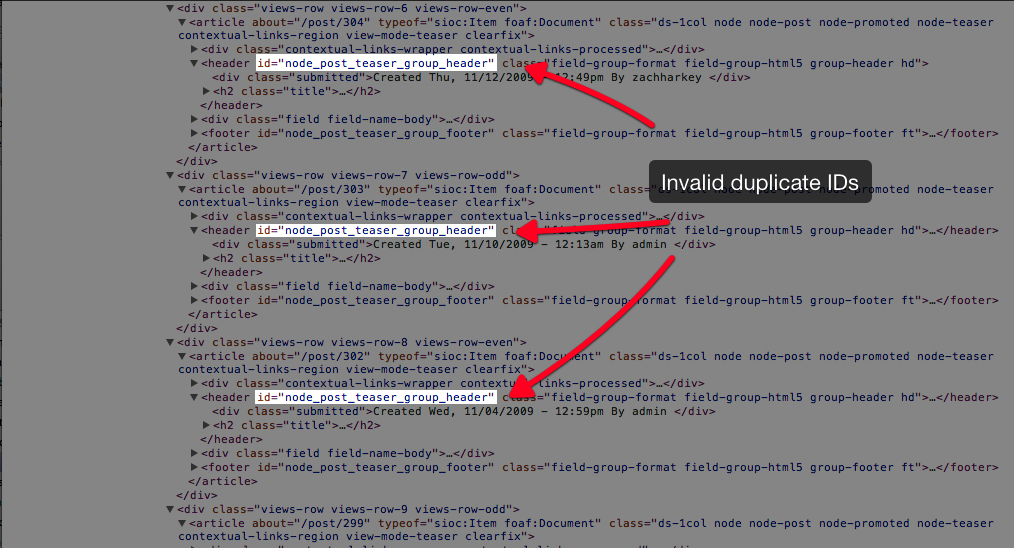 ▼<div class="views-row views-row-6 views-row-even">
▼<article about="/post/304" typeof="sioc:Item foaf:Document" class="ds-1col node node-post node-promoted node-teaser
contextual-links-region view-mode-teaser clearfix">
▶<div class="contextual-links-wrapper contextual-links-processed">…</div>
▼<header id="node_post_teaser_group_header" class="field-group-format field-group-html5 group-header hd">
<div class="submitted">Created Thu, 11/12/2009 12:49pm By zachharkey </div>
▶<h2 class="title">…</h2>
</header>
▶<div class="field field-name-body">…</div>
▶<footer id="node_post_teaser_group_footer" class="field-group-format field-group-html5 group-footer ft">…</footer>
</article>
</div>
▼<div class="views-row views-row-7 views-row-odd">
Invalid duplicate IDs
▼<article about="/post/303" typeof="sioc:Item foaf:Document" class="ds-1col node node-post node-promoted node-teaser
contextual-links-region view-mode-teaser clearfix">
▶<div class="contextual-links-wrapper contextual-links-processed">…</div>
▼<header id="node_post_teaser_group_header" class="field-group-format field-group-html5 group-header hd">…</header>
<div class="submitted">Created Tue, 11/10/2009 - 12:13am By admin </div>
▶<h2 class="title">…</h2>
</header>
▶<div class="field field-name-body">…</div>
▶<footer id="node_post_teaser_group_footer" class="field-group-format field-group-html5 group-footer ft">…</footer>
</article>
</div>
▼<div class="views-row views-row-8 views-row-even">
▼<article about="/post/302" typeof="sioc:Item foaf:Document" class="ds-1col node node-post node-promoted node-teaser
contextual-links-region view-mode-teaser clearfix">
▶<div class="contextual-links-wrapper contextual-links-processed">…</div>
▼<header id="node_post_teaser_group_header" class="field-group-format field-group-html5 group-header hd">…</header>
<div class="submitted">Created Wed, 11/04/2009 - 12:59pm By admin </div>
▶<h2 class="title">…</h2>
</header>
▶<div class="field field-name-body">…</div>
▶<footer id="node_post_teaser_group_footer" class="field-group-format field-group-html5 group-footer ft">…</footer>
</article>
</div>
▼<div class="views-row views-row-9 views-row-odd">
▼<article about="/post/299" typeof="sioc:Item foaf:Document" class="ds-1col node node-post node-promoted node-teaser
contextual-links-region view-mode-teaser clearfix">